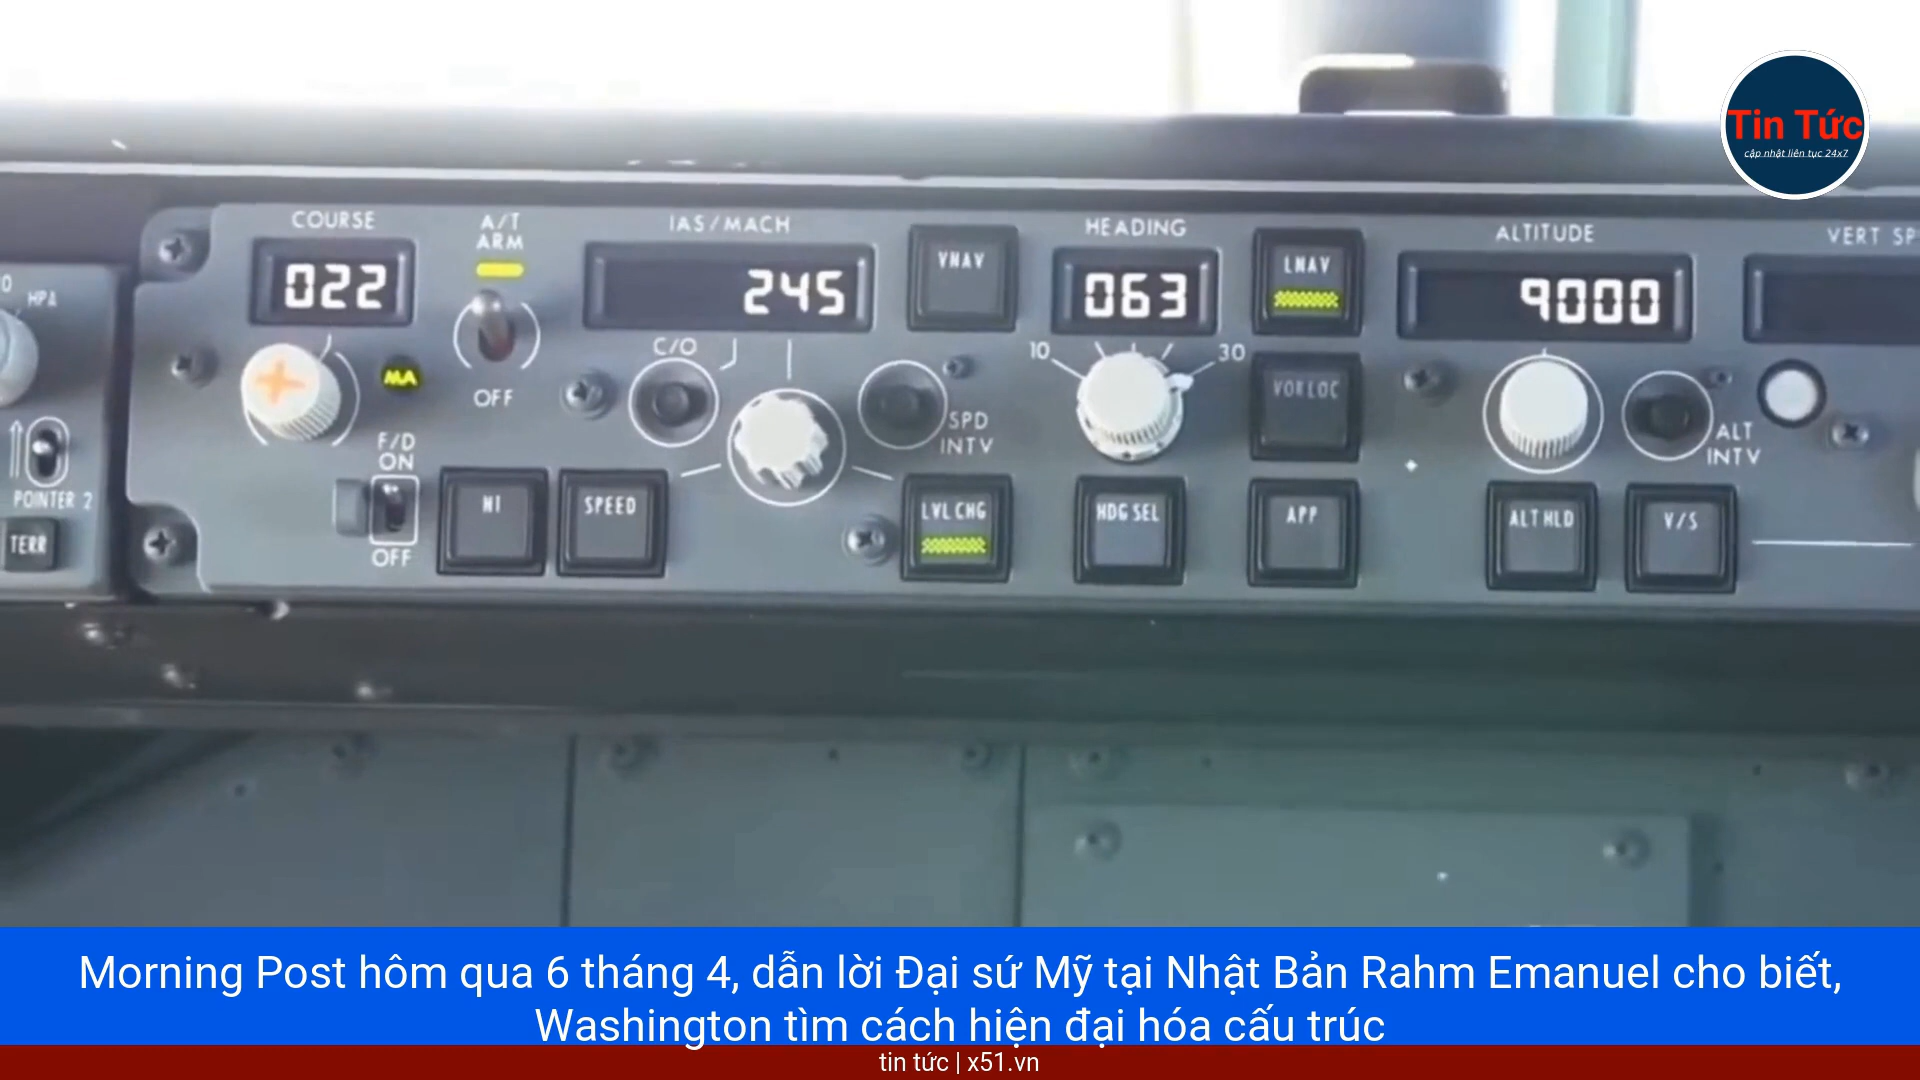 Tin Tức
cập nhật liên tục 24x7
COURSE
A/T
ARM
IAS/MACH
HEADING
ALTITUDE
VERT SP
022
245
VNAV
063
LNAV
9000
HPA
MA
OFF
C/O
SPD
INTV
10
30
VOR LOC
ALT
INTV
F/D
ON
OFF
POINTER 2
TERR
N1
SPEED
LVL CHG
HDG SEL
APP
ALT HLD
V/S
Morning Post hôm qua 6 tháng 4, dẫn lời Đại sứ Mỹ tại Nhật Bản Rahm Emanuel cho biết,
Washington tìm cách hiện đại hóa cấu trúc
tin tức | x51.vn